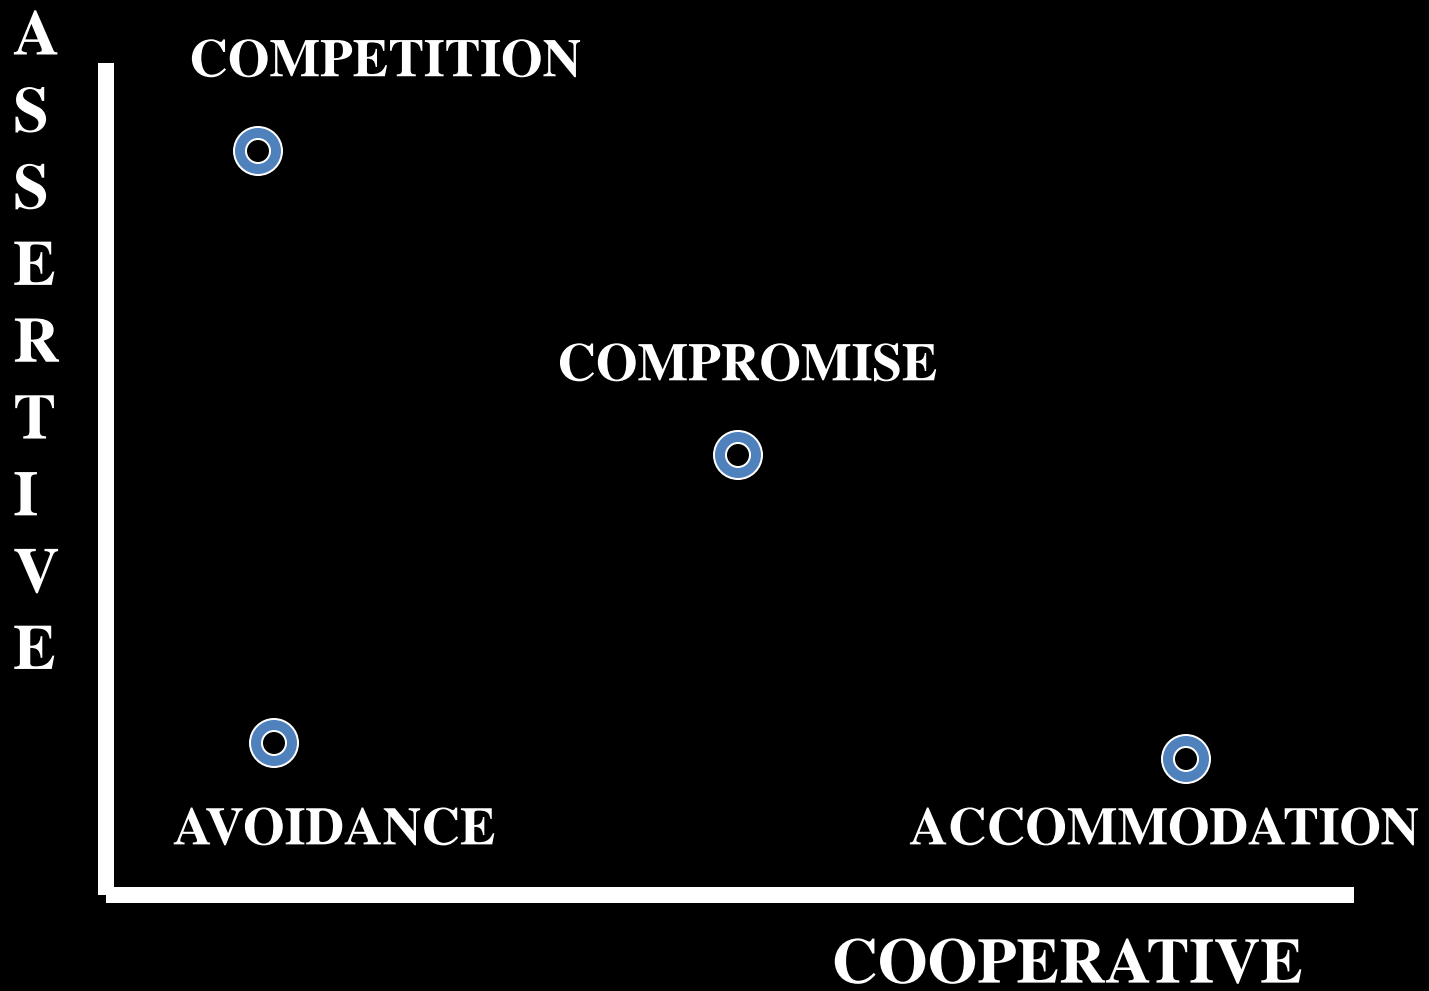 ASSERTIVE
COMPETITION
COMPROMISE
AVOIDANCE
ACCOMMODATION
COOPERATIVE